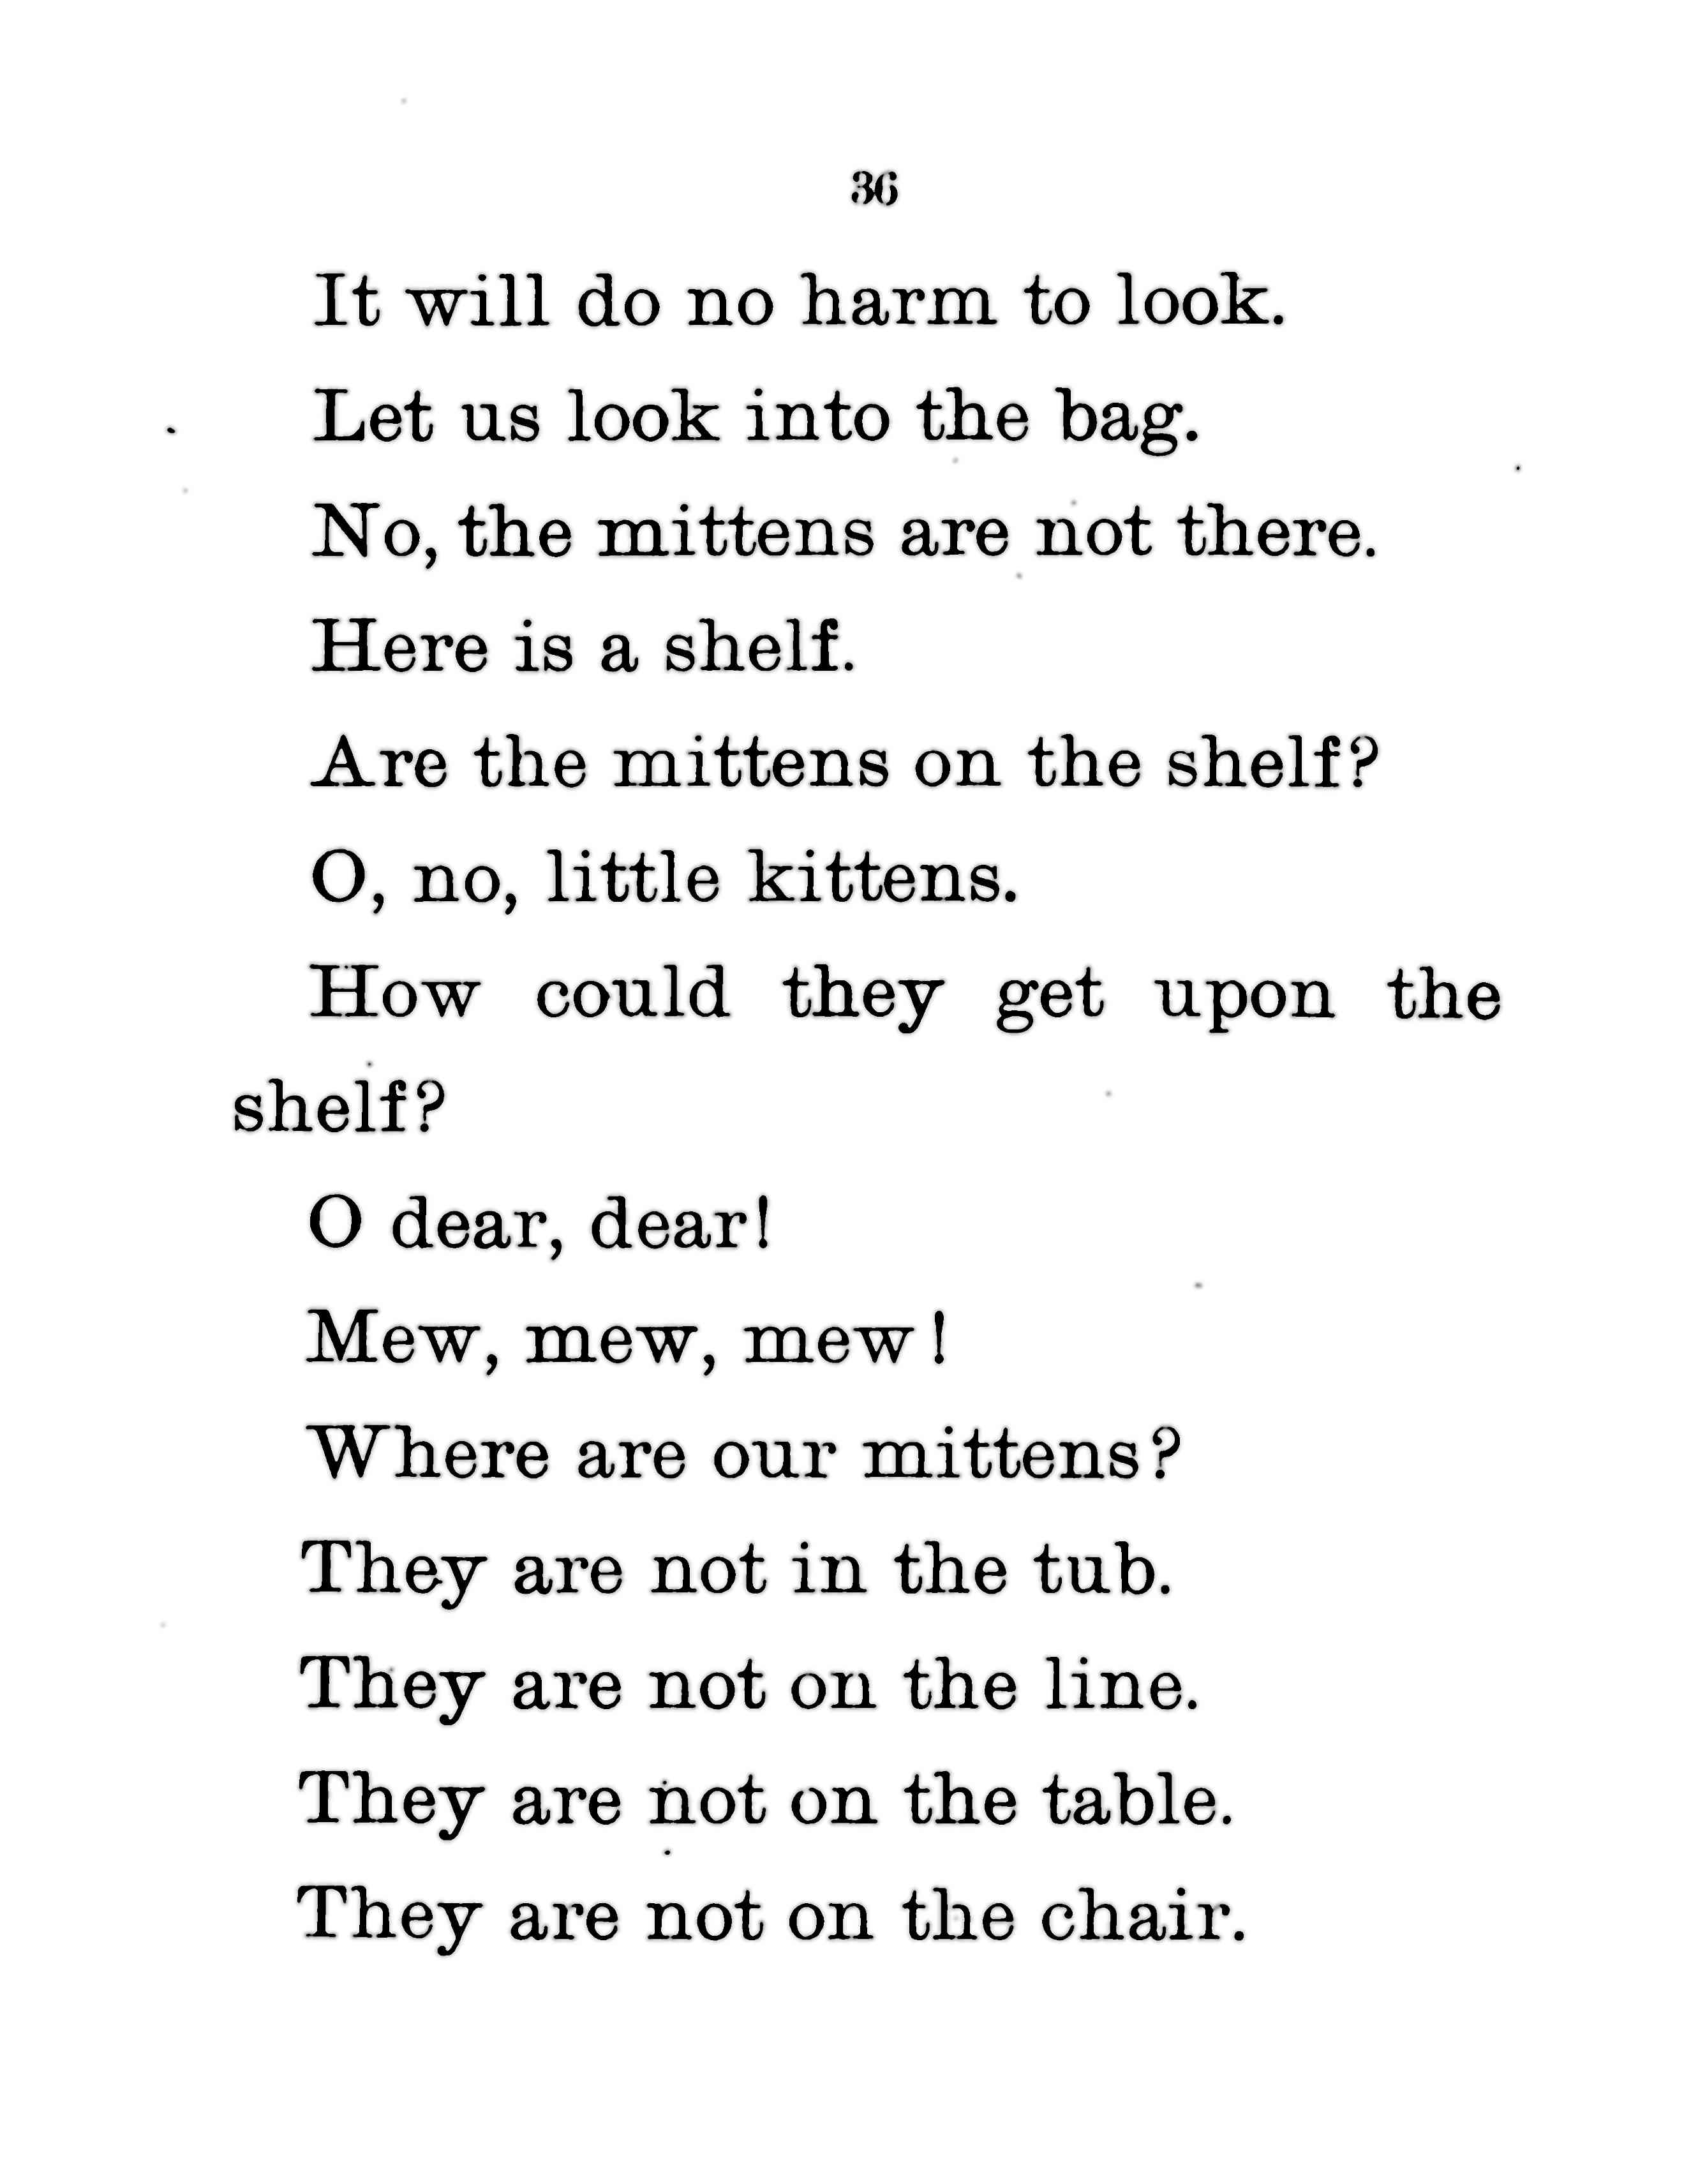 36
It will do no harm to look.
Let us look into the bag.
No, the mittens are not there.
Here is a shelf.
Are the mittens on the shelf?
O, no, little kittens.
How could they get upon the
shelf?
O dear, dear!
Mew, mew, mew!
Where are our mittens?
They are not in the tub.
They are not on the line.
They are not on the table.
They are not on the chair.